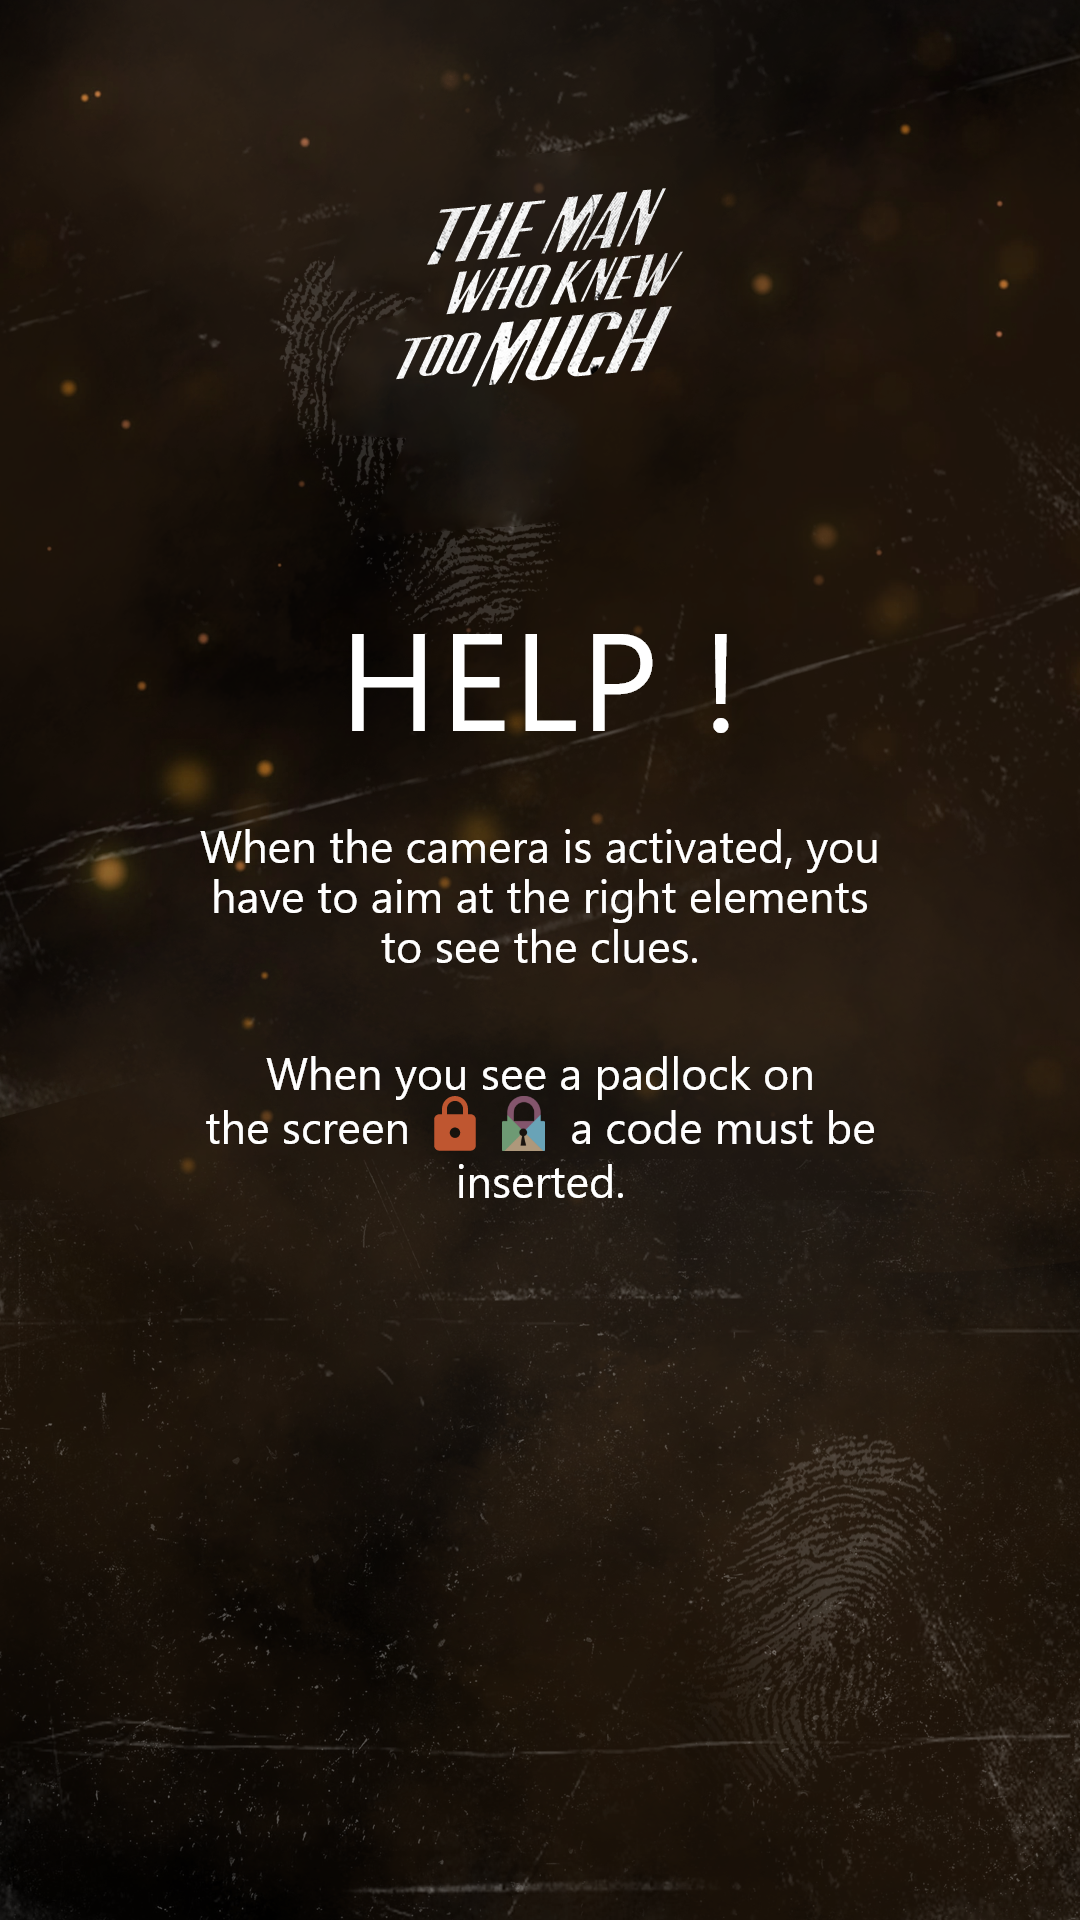 THE MAN
WHO KNEW
TOO MUCH
HELP !
When the camera is activated, you
have to aim at the right elements
to see the clues.
When you see a padlock on
the screen a code must be
inserted.